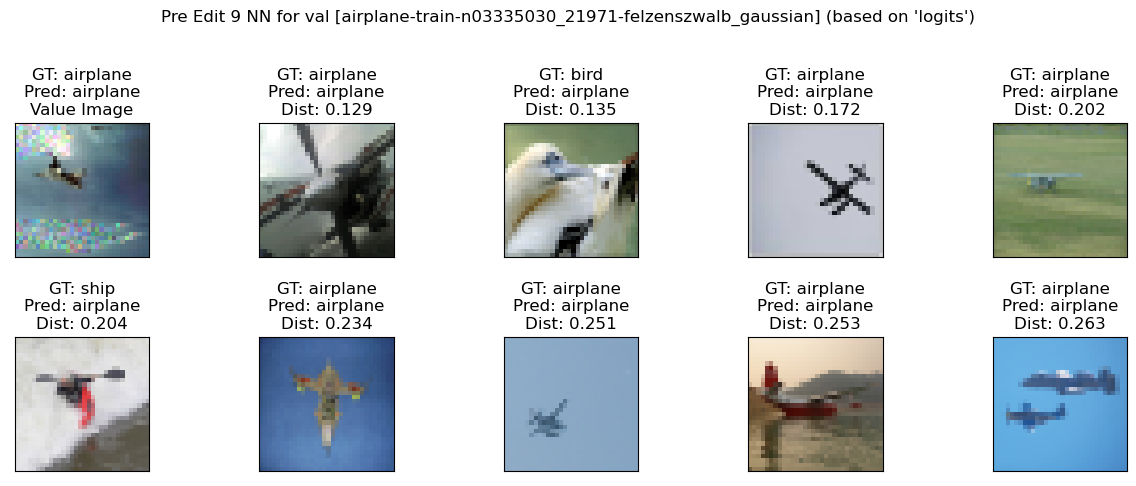 Pre Edit 9 NN for val [airplane-train-n03335030_21971-felzenszwalb_gaussian] (based on 'logits')
GT: airplane
Pred: airplane
Value Image
GT: airplane
Pred: airplane
Dist: 0.129
GT: bird
Pred: airplane
Dist: 0.135
GT: airplane
Pred: airplane
Dist: 0.172
GT: airplane
Pred: airplane
Dist: 0.202
GT: ship
Pred: airplane
Dist: 0.204
GT: airplane
Pred: airplane
Dist: 0.234
GT: airplane
Pred: airplane
Dist: 0.251
GT: airplane
Pred: airplane
Dist: 0.253
GT: airplane
Pred: airplane
Dist: 0.263